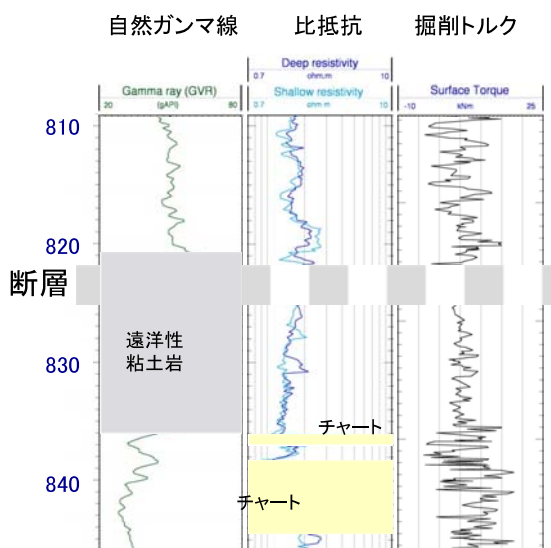 自然ガンマ線 比抵抗 掘削トルク
Deep resistivity
0.7 ohm.m 10
Gamma ray (GVR) Shallow resistivity Surface Torque
20 (gAPI) 80 0.7 ohm m 10 -10 kNm 25
810
820
断層
遠洋性
粘土岩
830
チャート
840
チャート